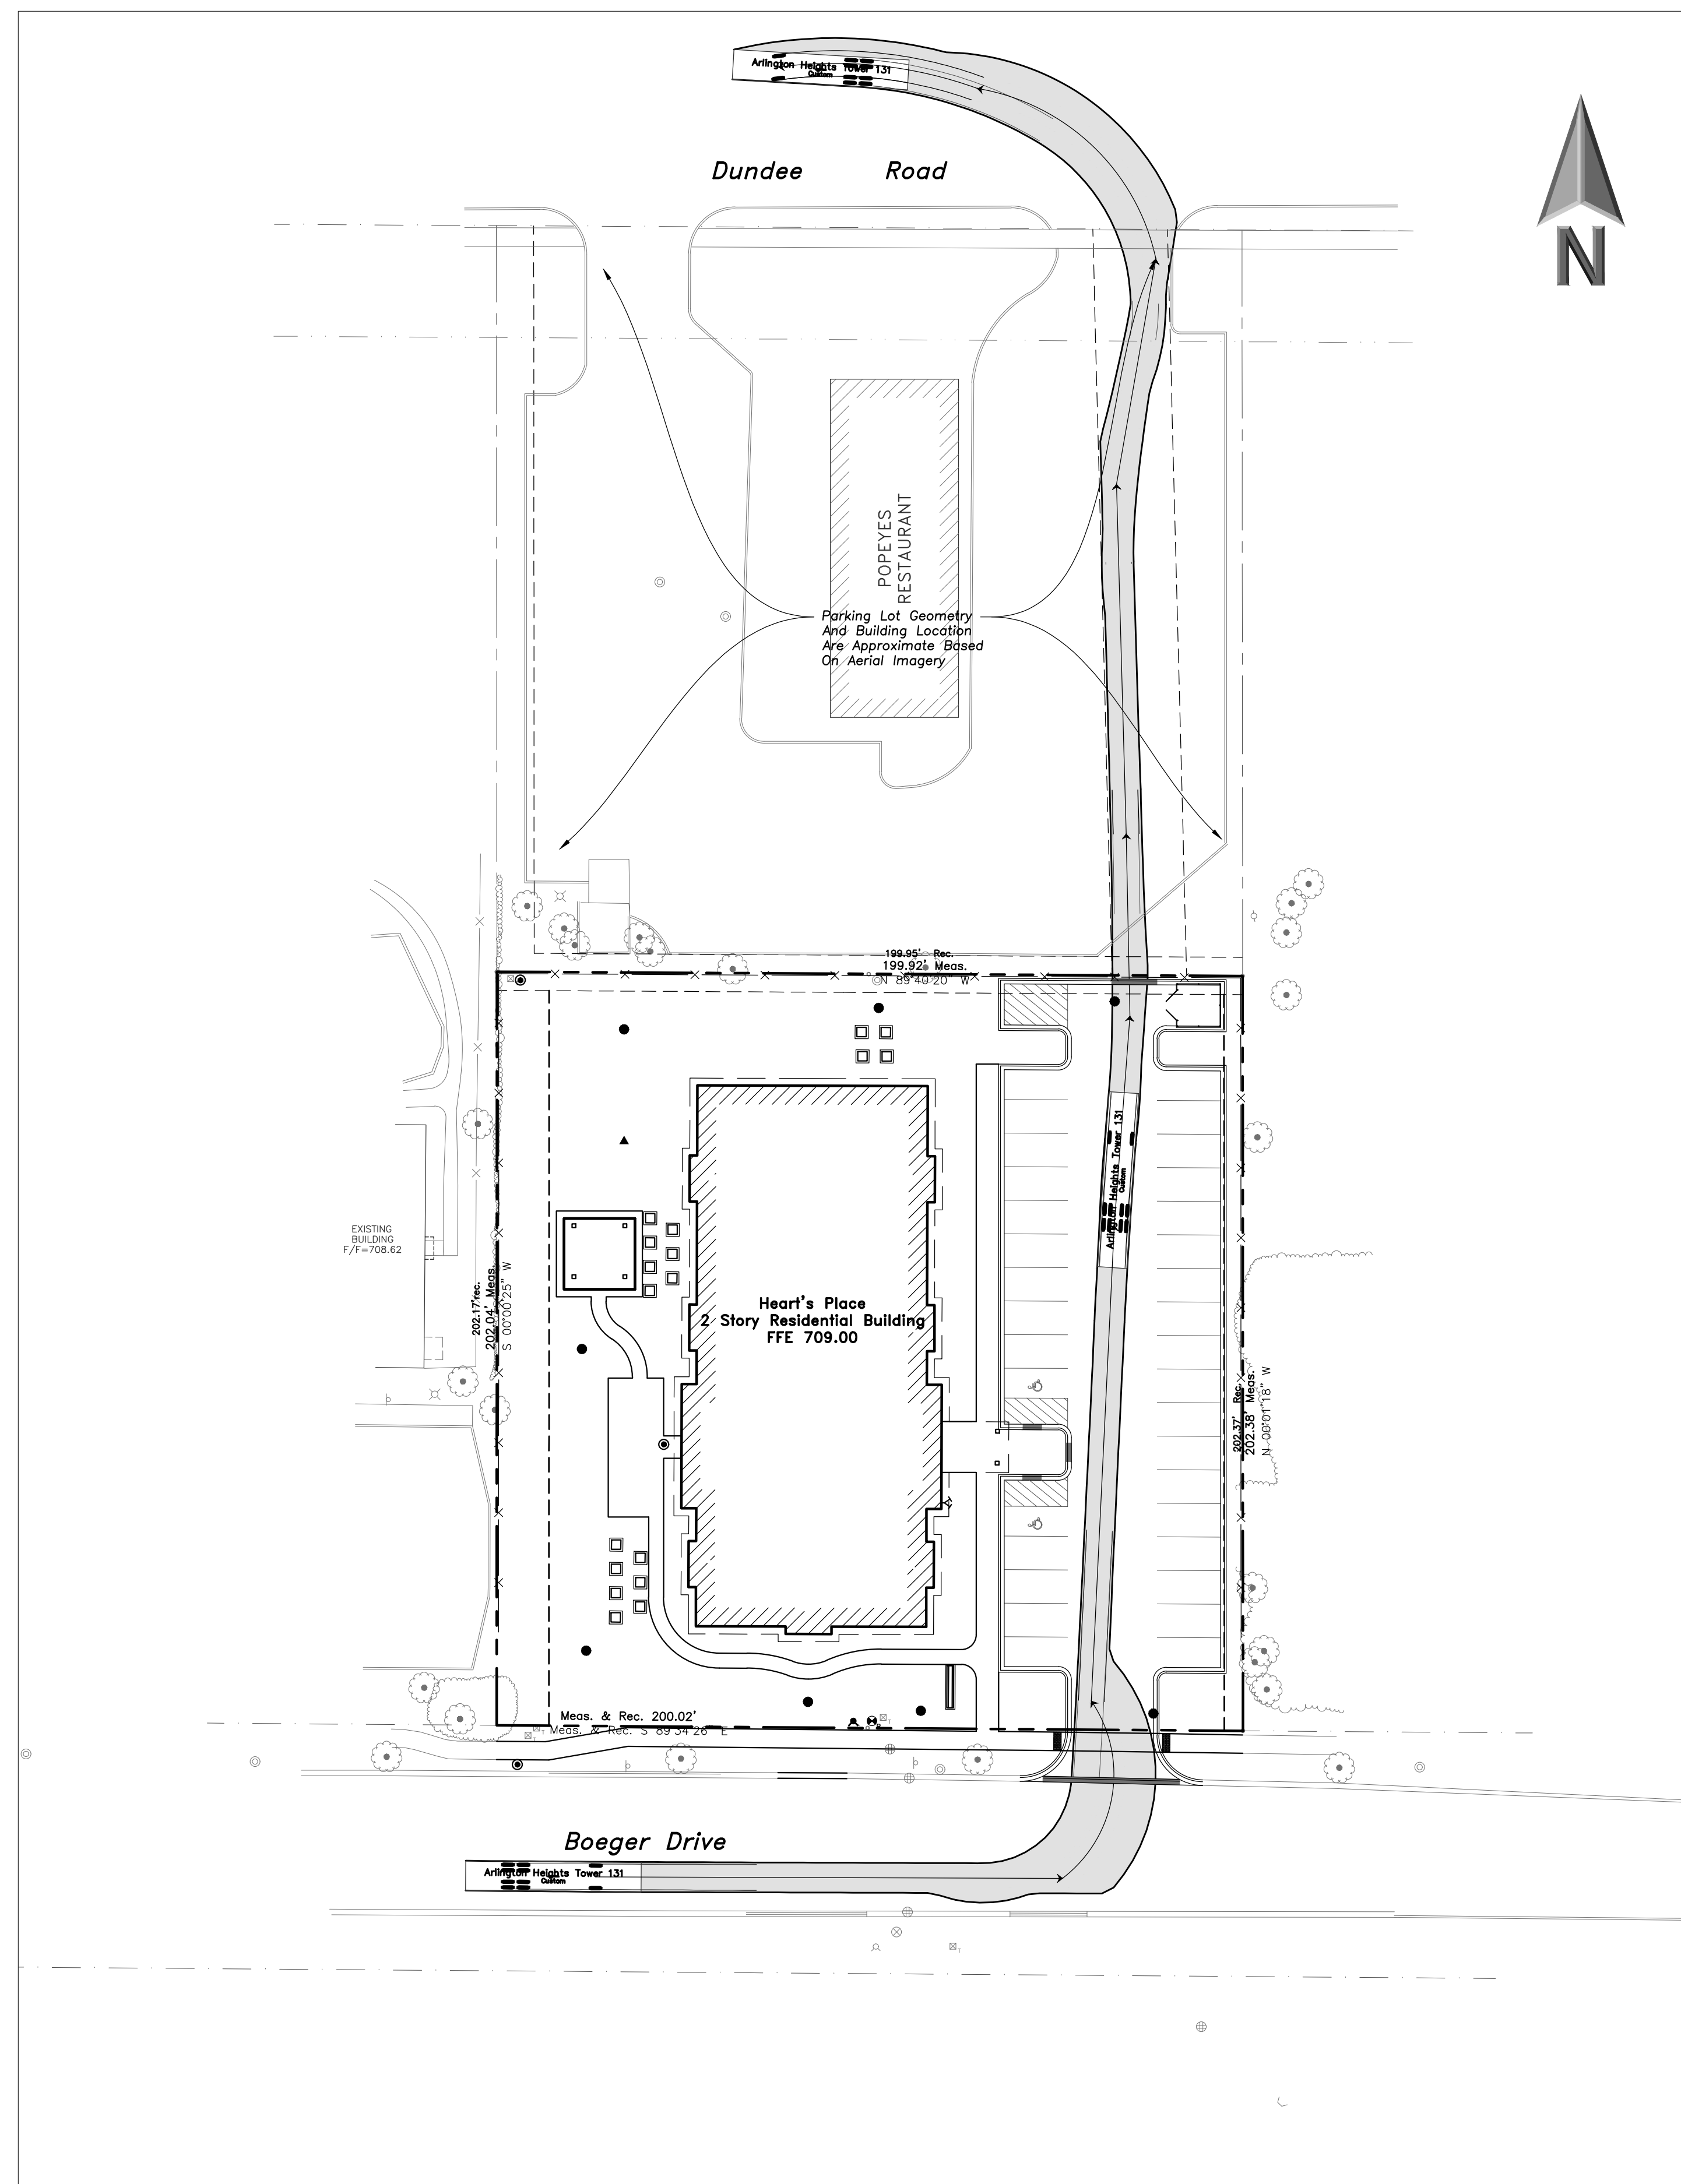 Arlington Heights Tower 131
Custom
Dundee Road
N
POPEYES
RESTAURANT
Parking Lot Geometry
And Building Location
Are Approximate Based
On Aerial Imagery
199.95' Rec.
199.92' Meas.
N 89°40'20" W
Arlington Heights Tower 131
Custom
EXISTING
BUILDING
F/F=708.62
202.17'rec.
202.04' Meas.
S 00°00'25" W
Heart's Place
2 Story Residential Building
FFE 709.00
202.37' Rec.
202.38' Meas.
N 00°01'18" W
Meas. & Rec. 200.02'
Meas. & Rec. S 89°34'26" E
T
T
T
Boeger Drive
Arlington Heights Tower 131
Custom
T